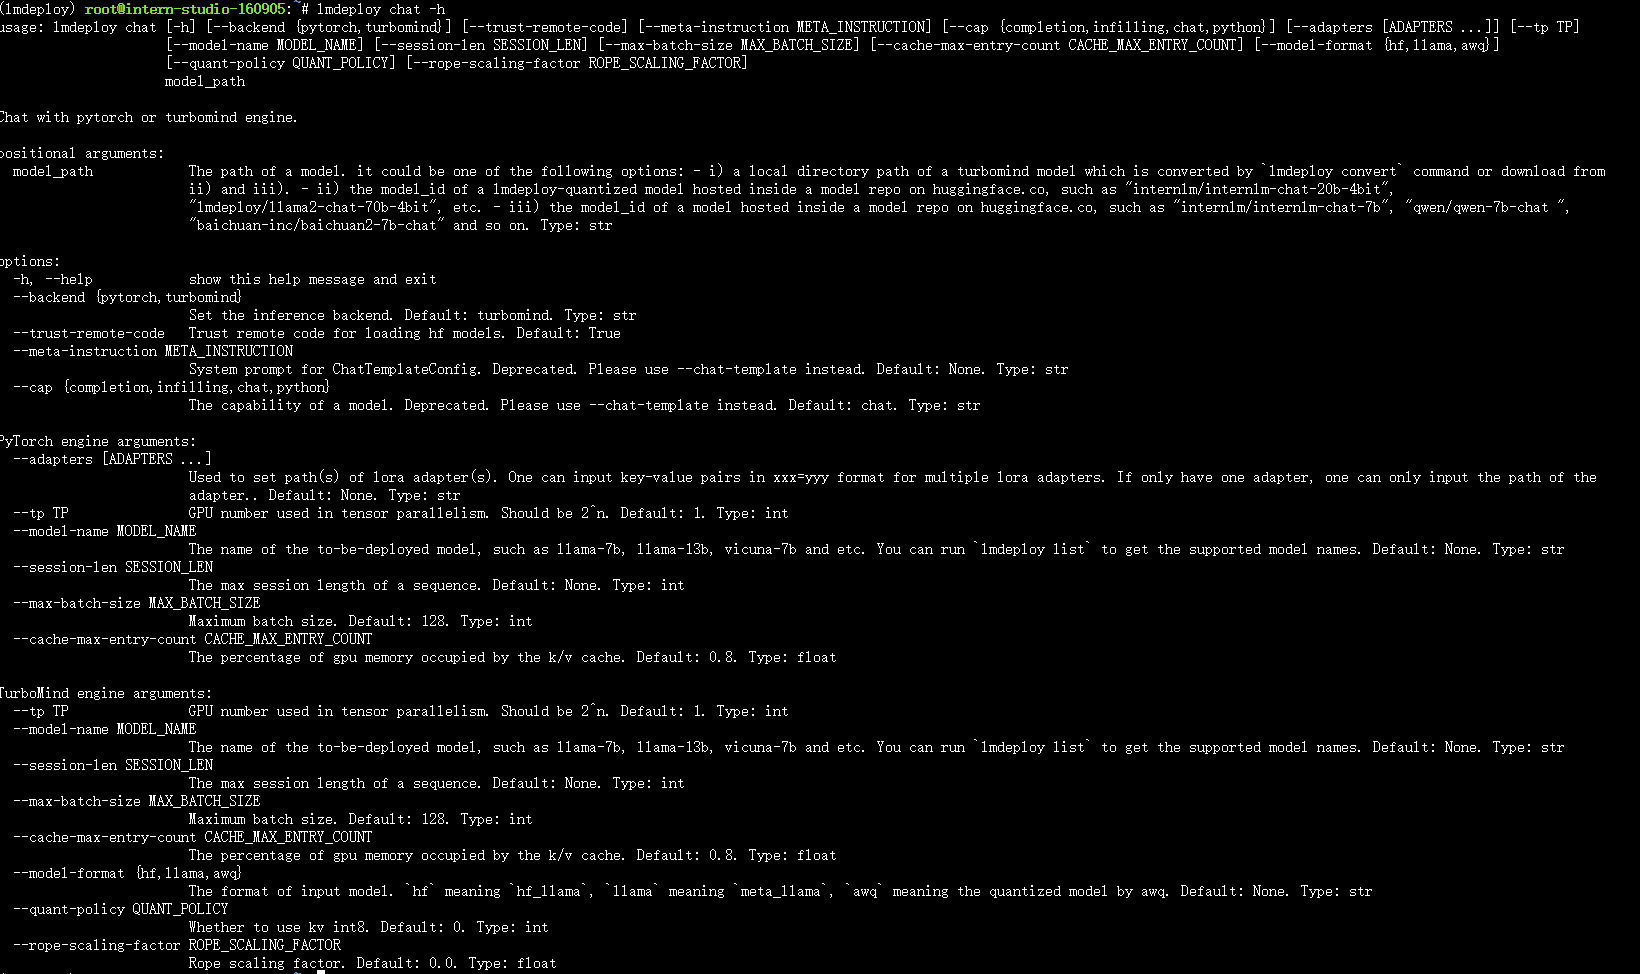 (lmdeploy) root@intern-studio-160905:~# lmdeploy chat -h
usage: lmdeploy chat [-h] [--backend {pytorch,turbomind}] [--trust-remote-code] [--meta-instruction META_INSTRUCTION] [--cap {completion,infilling,chat,python}] [--adapters [ADAPTERS ...]] [--tp TP]
[--model-name MODEL_NAME] [--session-len SESSION_LEN] [--max-batch-size MAX_BATCH_SIZE] [--cache-max-entry-count CACHE_MAX_ENTRY_COUNT] [--model-format {hf,llama,awq}]
[--quant-policy QUANT_POLICY] [--rope-scaling-factor ROPE_SCALING_FACTOR]
model_path
Chat with pytorch or turbomind engine.
positional arguments:
model_path The path of a model. it could be one of the following options: - i) a local directory path of a turbomind model which is converted by `lmdeploy convert` command or download from
ii) and iii). - ii) the model_id of a lmdeploy-quantized model hosted inside a model repo on huggingface.co, such as "internlm/internlm-chat-20b-4bit",
"lmdeploy/llama2-chat-70b-4bit", etc. - iii) the model_id of a model hosted inside a model repo on huggingface.co, such as "internlm/internlm-chat-7b", "qwen/qwen-7b-chat ",
"baichuan-inc/baichuan2-7b-chat" and so on. Type: str
options:
-h, --help show this help message and exit
--backend {pytorch,turbomind}
Set the inference backend. Default: turbomind. Type: str
--trust-remote-code Trust remote code for loading hf models. Default: True
--meta-instruction META_INSTRUCTION
System prompt for ChatTemplateConfig. Deprecated. Please use --chat-template instead. Default: None. Type: str
--cap {completion,infilling,chat,python}
The capability of a model. Deprecated. Please use --chat-template instead. Default: chat. Type: str
PyTorch engine arguments:
--adapters [ADAPTERS ...]
Used to set path(s) of lora adapter(s). One can input key-value pairs in xxx=yyy format for multiple lora adapters. If only have one adapter, one can only input the path of the
adapter.. Default: None. Type: str
--tp TP GPU number used in tensor parallelism. Should be 2^n. Default: 1. Type: int
--model-name MODEL_NAME
The name of the to-be-deployed model, such as llama-7b, llama-13b, vicuna-7b and etc. You can run `lmdeploy list` to get the supported model names. Default: None. Type: str
--session-len SESSION_LEN
The max session length of a sequence. Default: None. Type: int
--max-batch-size MAX_BATCH_SIZE
Maximum batch size. Default: 128. Type: int
--cache-max-entry-count CACHE_MAX_ENTRY_COUNT
The percentage of gpu memory occupied by the k/v cache. Default: 0.8. Type: float
TurboMind engine arguments:
--tp TP GPU number used in tensor parallelism. Should be 2^n. Default: 1. Type: int
--model-name MODEL_NAME
The name of the to-be-deployed model, such as llama-7b, llama-13b, vicuna-7b and etc. You can run `lmdeploy list` to get the supported model names. Default: None. Type: str
--session-len SESSION_LEN
The max session length of a sequence. Default: None. Type: int
--max-batch-size MAX_BATCH_SIZE
Maximum batch size. Default: 128. Type: int
--cache-max-entry-count CACHE_MAX_ENTRY_COUNT
The percentage of gpu memory occupied by the k/v cache. Default: 0.8. Type: float
--model-format {hf,llama,awq}
The format of input model. `hf` meaning `hf_llama`, `llama` meaning `meta_llama`, `awq` meaning the quantized model by awq. Default: None. Type: str
--quant-policy QUANT_POLICY
Whether to use kv int8. Default: 0. Type: int
--rope-scaling-factor ROPE_SCALING_FACTOR
Rope scaling factor. Default: 0.0. Type: float